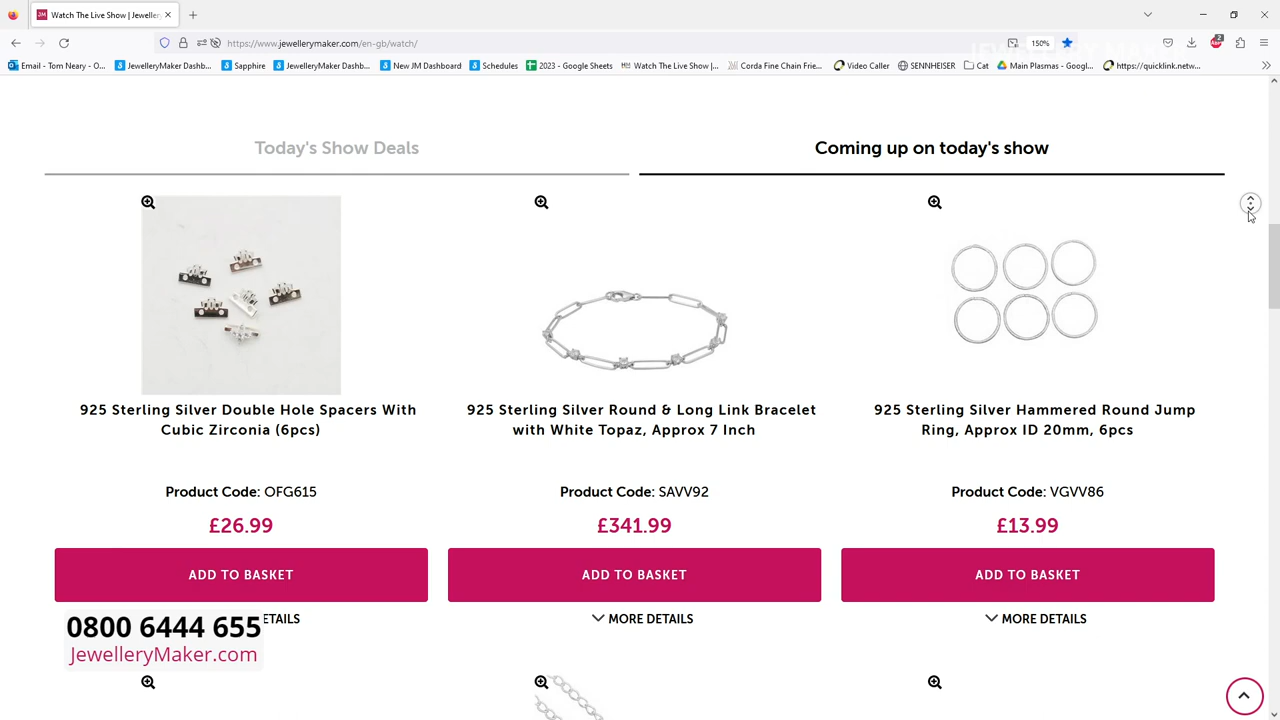 Watch The Live Show | Jeweller
https://www.jewellerymaker.com/en-gb/watch/
150%
2
Email - Tom Neary - O...
JewelleryMaker Dashb...
Sapphire
JewelleryMaker Dashb...
New JM Dashboard
Schedules
2023 - Google Sheets
Watch The Live Show |...
Corda Fine Chain Frie...
Video Caller
SENNHEISER
Cat
Main Plasmas - Googl...
https://quicklink.netw...
Today's Show Deals
Coming up on today's show
925 Sterling Silver Double Hole Spacers With
Cubic Zirconia (6pcs)
Product Code: OFG615
£26.99
ADD TO BASKET
ETAILS
925 Sterling Silver Round & Long Link Bracelet
with White Topaz, Approx 7 Inch
Product Code: SAVV92
£341.99
ADD TO BASKET
MORE DETAILS
925 Sterling Silver Hammered Round Jump
Ring, Approx ID 20mm, 6pcs
Product Code: VGVV86
£13.99
ADD TO BASKET
MORE DETAILS
0800 6444 655
JewelleryMaker.com